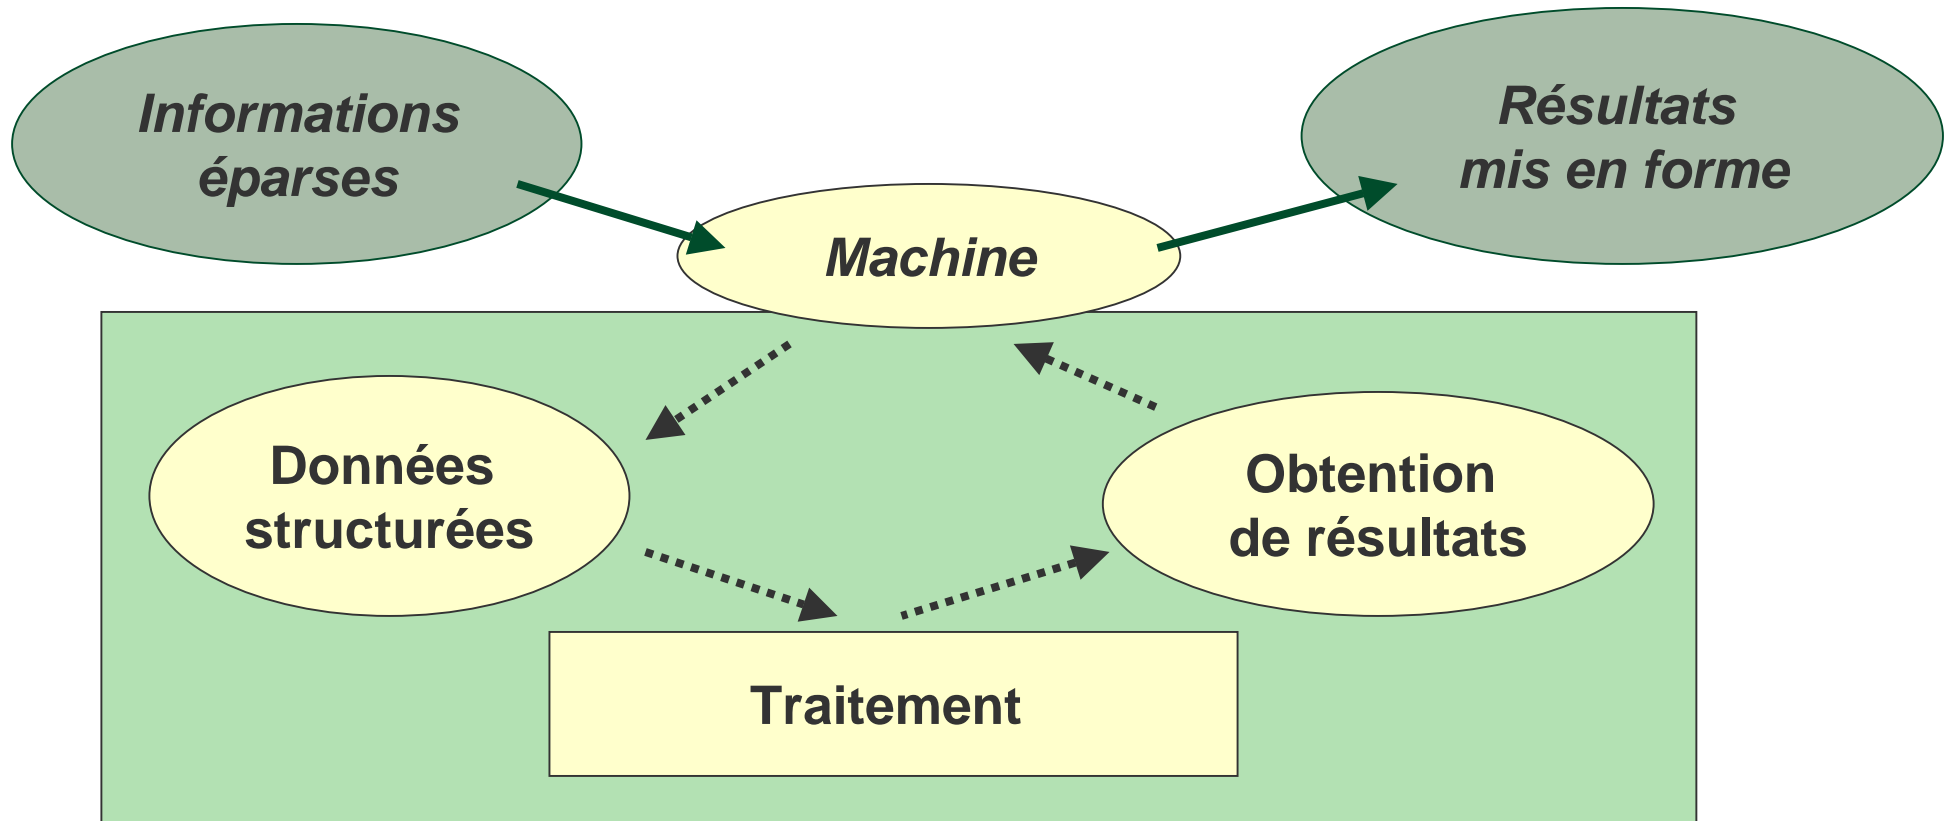 Informations
éparses
Résultats
mis en forme
Machine
Données
structurées
Obtention
de résultats
Traitement